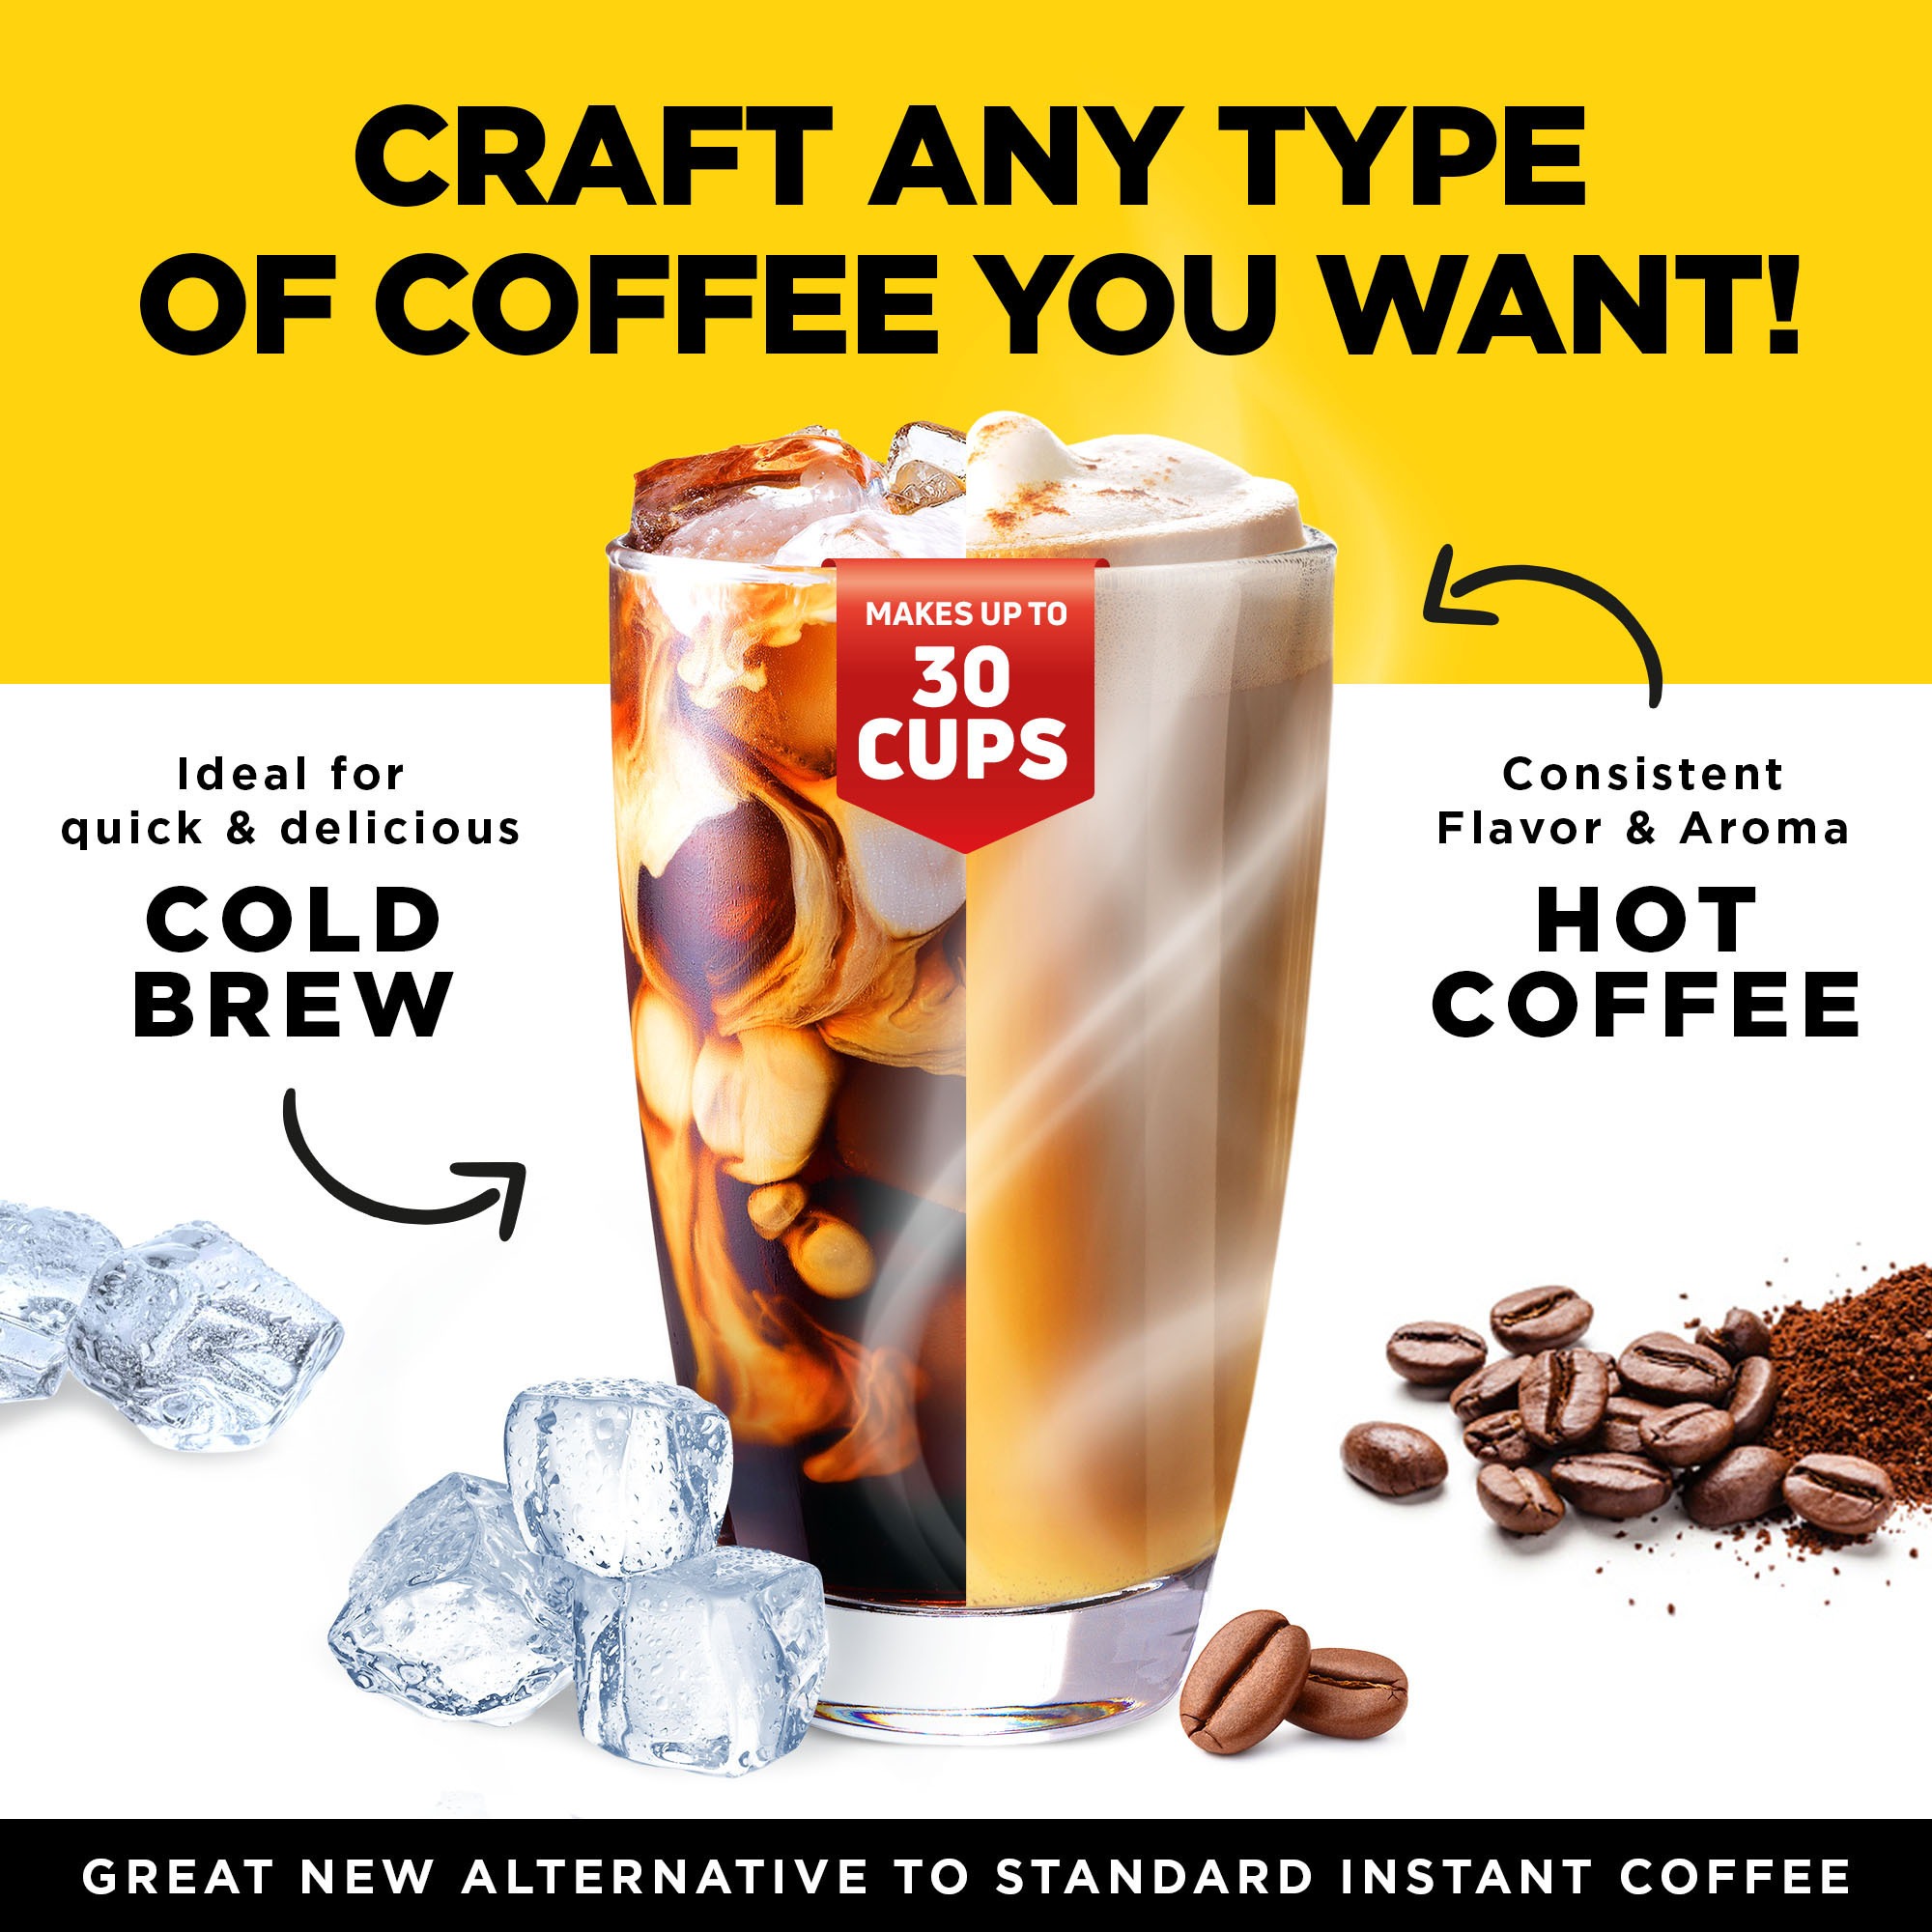 CRAFT ANY TYPE
OF COFFEE YOU WANT!
MAKES UP TO
30
CUPS
Ideal for
quick & delicious
COLD
BREW
Consistent
Flavor & Aroma
HOT
COFFEE
GREAT NEW ALTERNATIVE TO STANDARD INSTANT COFFEE